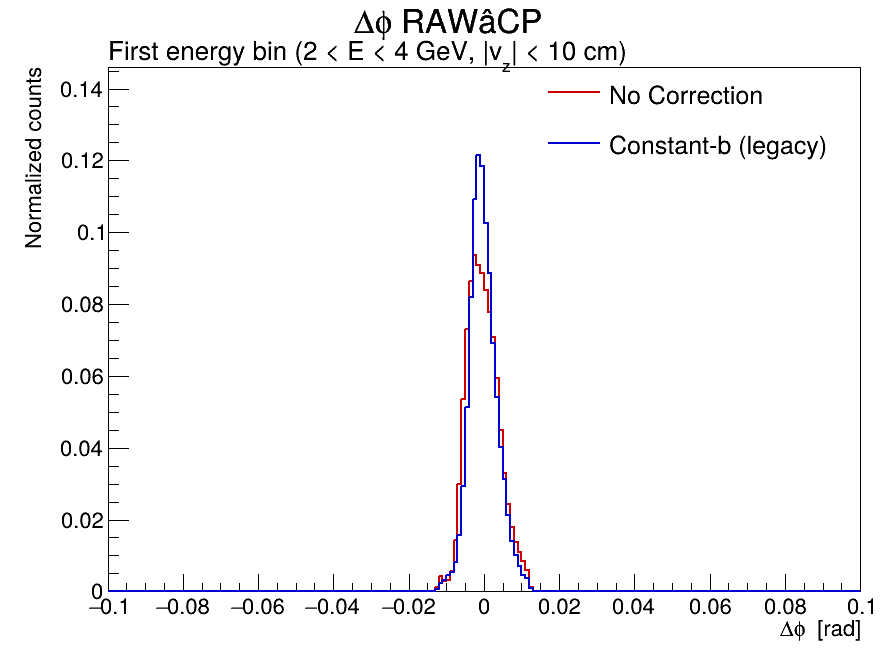 Δϕ RAWâCP
First energy bin (2 < E < 4 GeV, |v_z| < 10 cm)
Normalized counts
No Correction
Constant-b (legacy)
0.14
0.12
0.1
0.08
0.06
0.04
0.02
0
−0.1 −0.08 −0.06 −0.04 −0.02 0 0.02 0.04 0.06 0.08 0.1
Δϕ [rad]